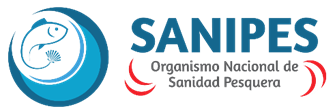 SANIPES
Organismo Nacional de
Sanidad Pesquera